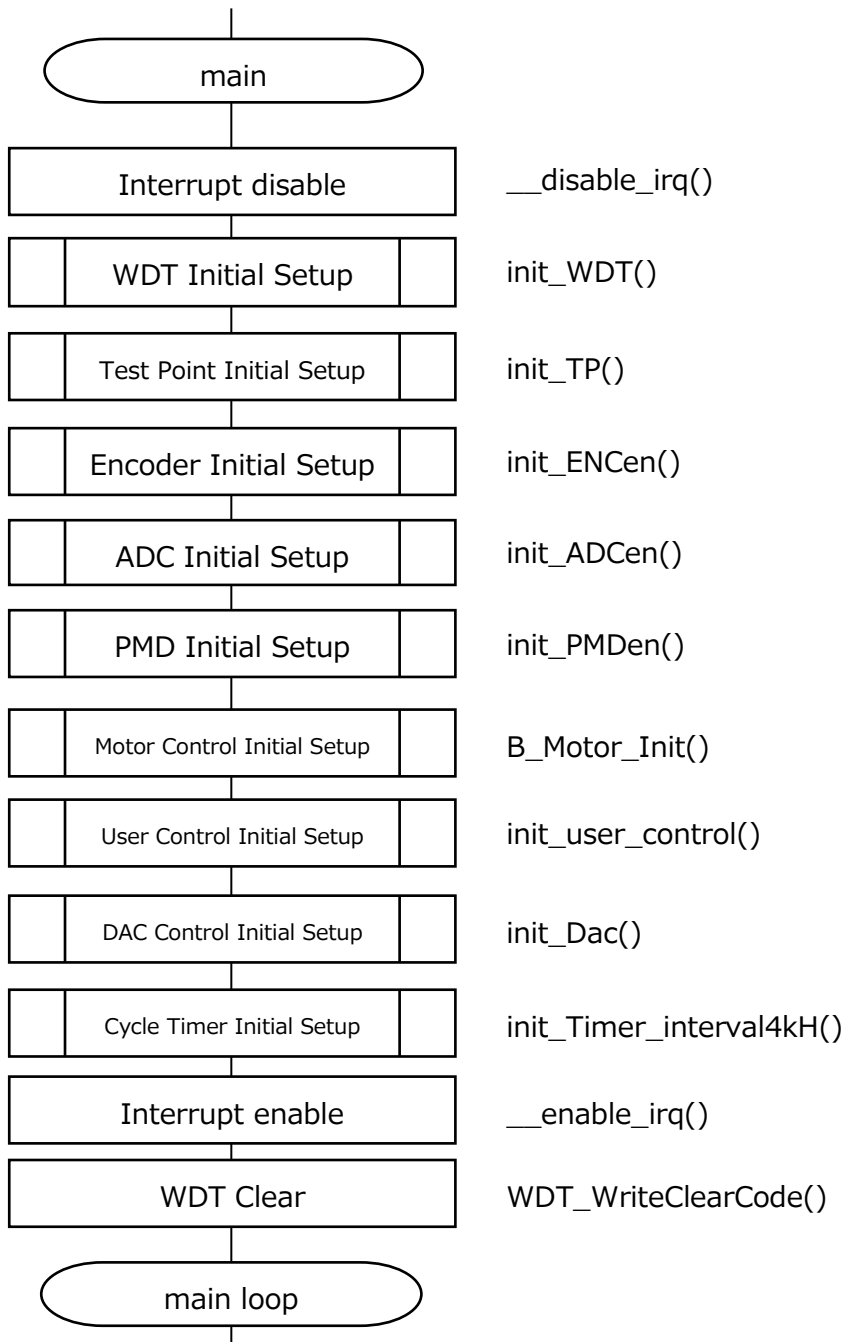 main
Interrupt disable __disable_irq()
WDT Initial Setup init_WDT()
Test Point Initial Setup init_TP()
Encoder Initial Setup init_ENCen()
ADC Initial Setup init_ADCen()
PMD Initial Setup init_PMDen()
Motor Control Initial Setup B_Motor_Init()
User Control Initial Setup init_user_control()
DAC Control Initial Setup init_Dac()
Cycle Timer Initial Setup init_Timer_interval4kH()
Interrupt enable __enable_irq()
WDT Clear WDT_WriteClearCode()
main loop